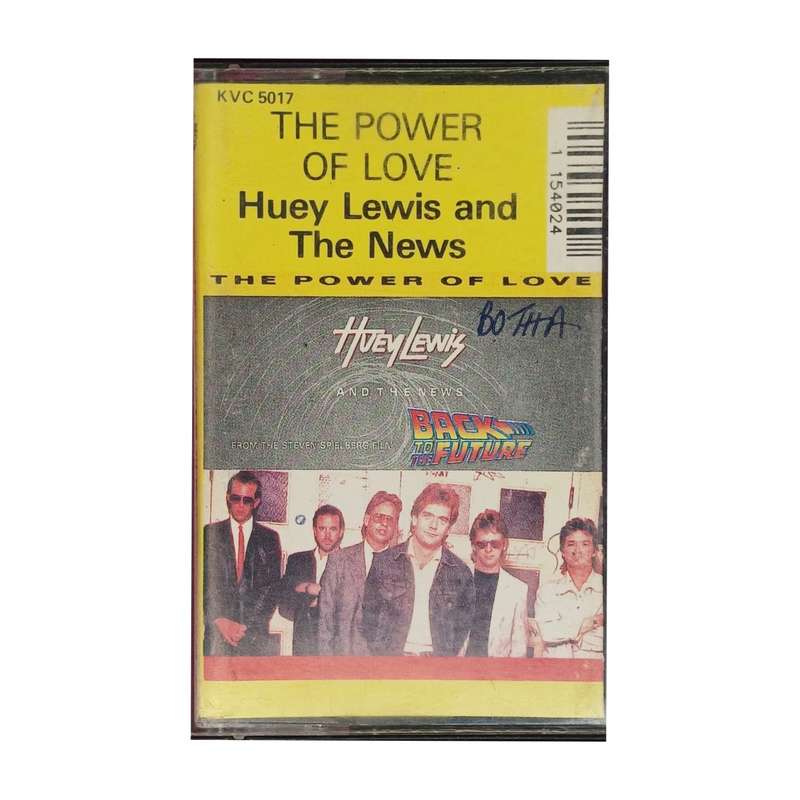 KVC 5017
THE POWER
OF LOVE
Huey Lewis and
The News
1 154024
THE POWER OF LOVE
BOTHA
Huey Lewis
AND THE NEWS
FROM THE STEVEN SPIELBERG FILM
BACK
TO THE
FUTURE